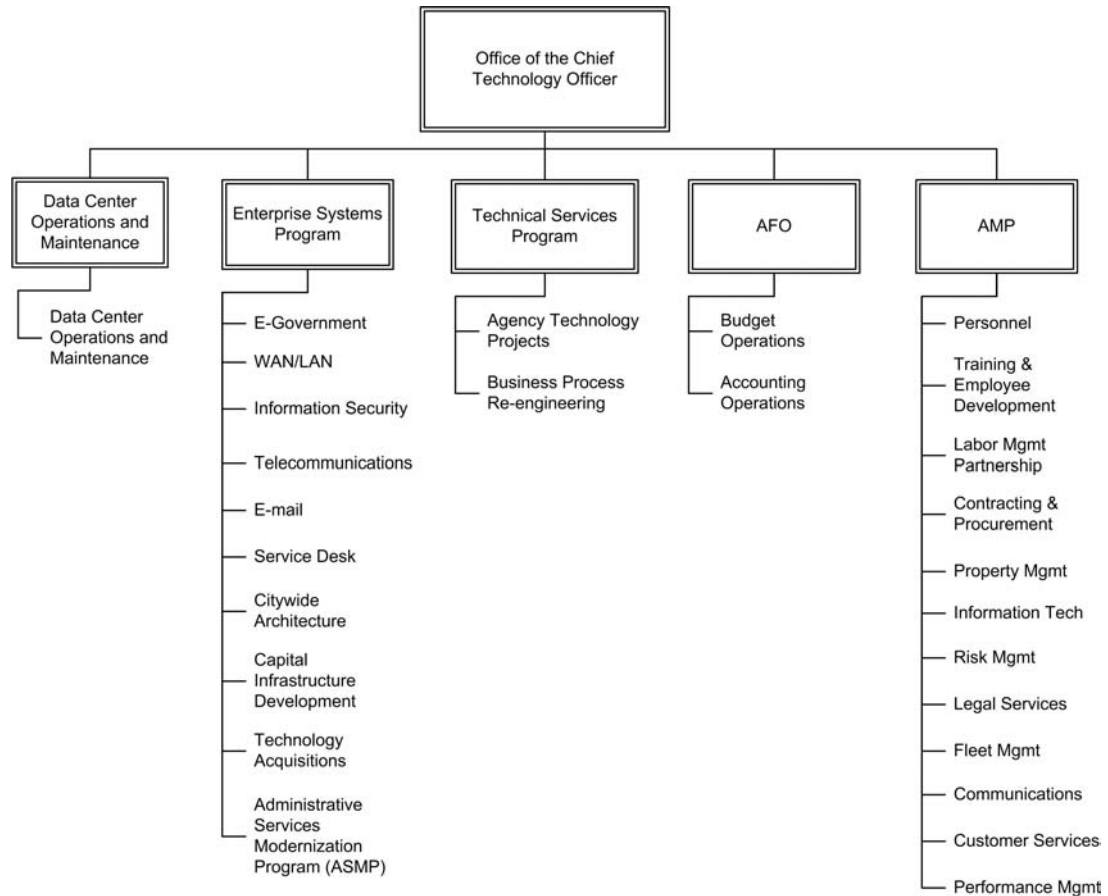 Office of the Chief
Technology Officer
Data Center
Operations and
Maintenance
Enterprise Systems
Program
Technical Services
Program
AFO
AMP
Data Center
Operations and
Maintenance
E-Government
WAN/LAN
Information Security
Telecommunications
E-mail
Service Desk
Citywide
Architecture
Capital
Infrastructure
Development
Technology
Acquisitions
Administrative
Services
Modernization
Program (ASMP)
Agency Technology
Projects
Business Process
Re-engineering
Budget
Operations
Accounting
Operations
Personnel
Training &
Employee
Development
Labor Mgmt
Partnership
Contracting &
Procurement
Property Mgmt
Information Tech
Risk Mgmt
Legal Services
Fleet Mgmt
Communications
Customer Services
Performance Mgmt